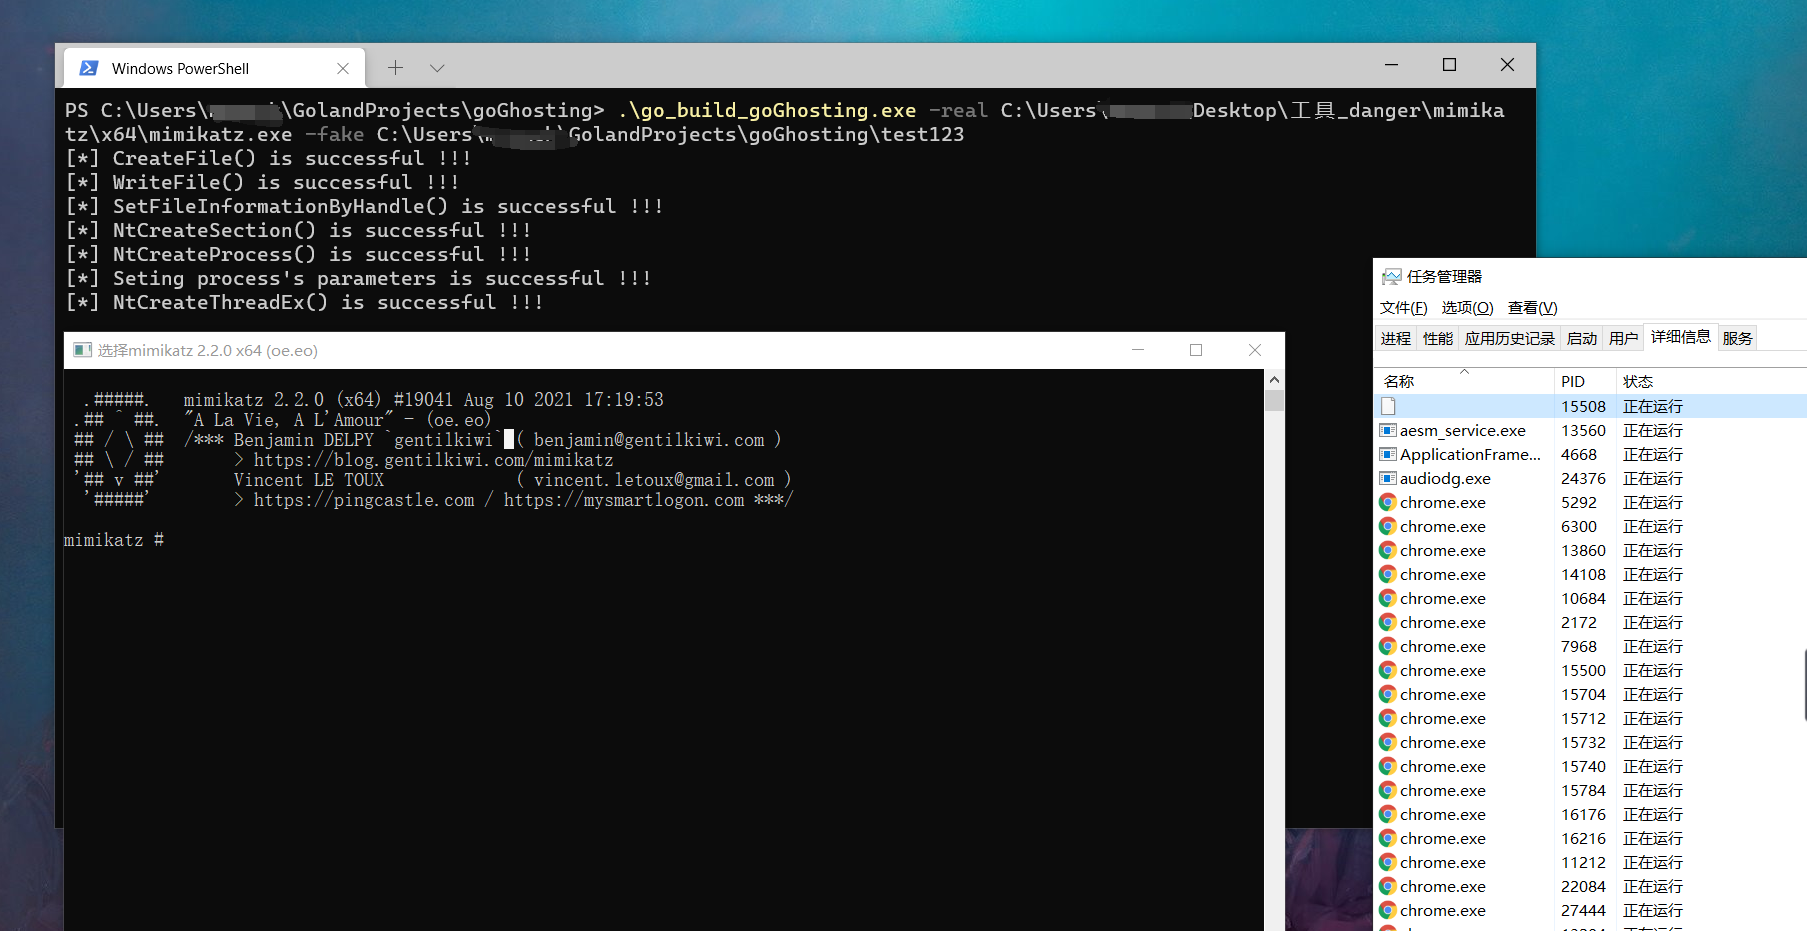 Windows PowerShell
PS C:\Users\ \GolandProjects\goGhosting> .\go_build_goGhosting.exe -real C:\Users\ Desktop\工具_danger\mimika
tz\x64\mimikatz.exe -fake C:\Users\ \GolandProjects\goGhosting\test123
[*] CreateFile() is successful !!!
[*] WriteFile() is successful !!!
[*] SetFileInformationByHandle() is successful !!!
[*] NtCreateSection() is successful !!!
[*] NtCreateProcess() is successful !!!
[*] Seting process's parameters is successful !!!
[*] NtCreateThreadEx() is successful !!!
选择mimikatz 2.2.0 x64 (oe.eo)
.#####.   mimikatz 2.2.0 (x64) #19041 Aug 10 2021 17:19:53
.## ^ ##.  "A La Vie, A L'Amour" - (oe.eo)
## / \ ##  /*** Benjamin DELPY `gentilkiwi` ( benjamin@gentilkiwi.com )
## \ / ##       > https://blog.gentilkiwi.com/mimikatz
'## v ##'       Vincent LE TOUX             ( vincent.letoux@gmail.com )
'#####'        > https://pingcastle.com / https://mysmartlogon.com ***/
mimikatz #
任务管理器
文件(F) 选项(O) 查看(V)
进程 性能 应用历史记录 启动 用户 详细信息 服务
名称 PID 状态
15508 正在运行
aesm_service.exe 13560 正在运行
ApplicationFrame... 4668 正在运行
audiodg.exe 24376 正在运行
chrome.exe 5292 正在运行
chrome.exe 6300 正在运行
chrome.exe 13860 正在运行
chrome.exe 14108 正在运行
chrome.exe 10684 正在运行
chrome.exe 2172 正在运行
chrome.exe 7968 正在运行
chrome.exe 15500 正在运行
chrome.exe 15704 正在运行
chrome.exe 15712 正在运行
chrome.exe 15732 正在运行
chrome.exe 15740 正在运行
chrome.exe 15784 正在运行
chrome.exe 16176 正在运行
chrome.exe 16216 正在运行
chrome.exe 11212 正在运行
chrome.exe 22084 正在运行
chrome.exe 27444 正在运行